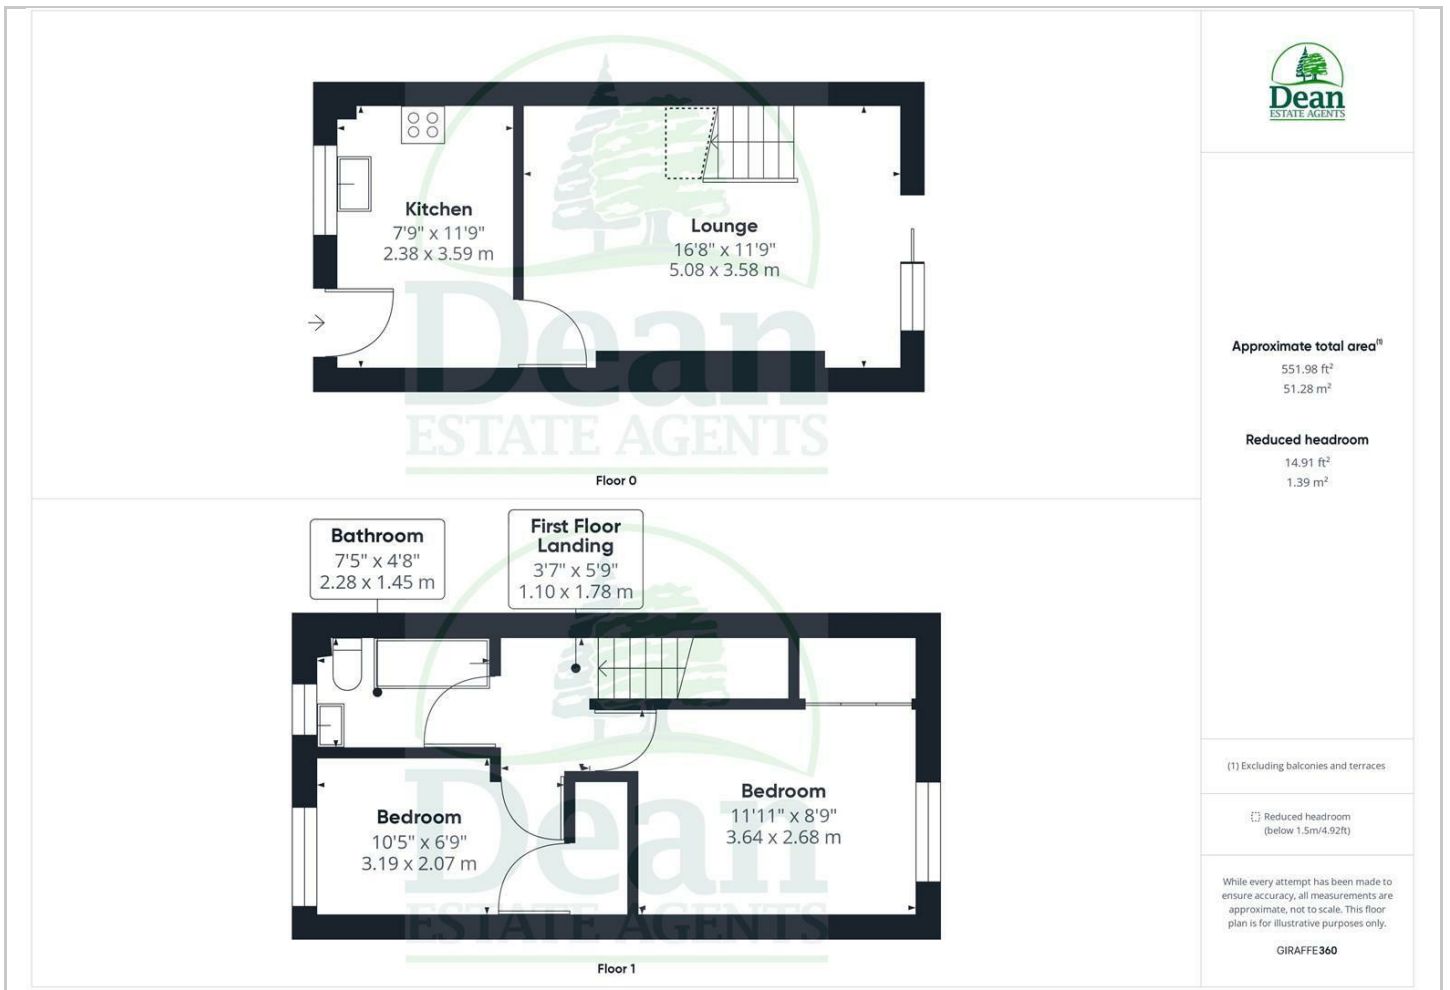 Kitchen
7'9" x 11'9"
2.38 x 3.59 m
Lounge
16'8" x 11'9"
5.08 x 3.58 m
Dean
ESTATE AGENTS
Floor 0
Bathroom
7'5" x 4'8"
2.28 x 1.45 m
First Floor
Landing
3'7" x 5'9"
1.10 x 1.78 m
Bedroom
10'5" x 6'9"
3.19 x 2.07 m
Bedroom
11'11" x 8'9"
3.64 x 2.68 m
Dean
ESTATE AGENTS
Floor 1
Dean
ESTATE AGENTS
Approximate total area(1)
551.98 ft²
51.28 m²
Reduced headroom
14.91 ft²
1.39 m²
(1) Excluding balconies and terraces
Reduced headroom
(below 1.5m/4.92ft)
While every attempt has been made to
ensure accuracy, all measurements are
approximate, not to scale. This floor
plan is for illustrative purposes only.
GIRAFFE360